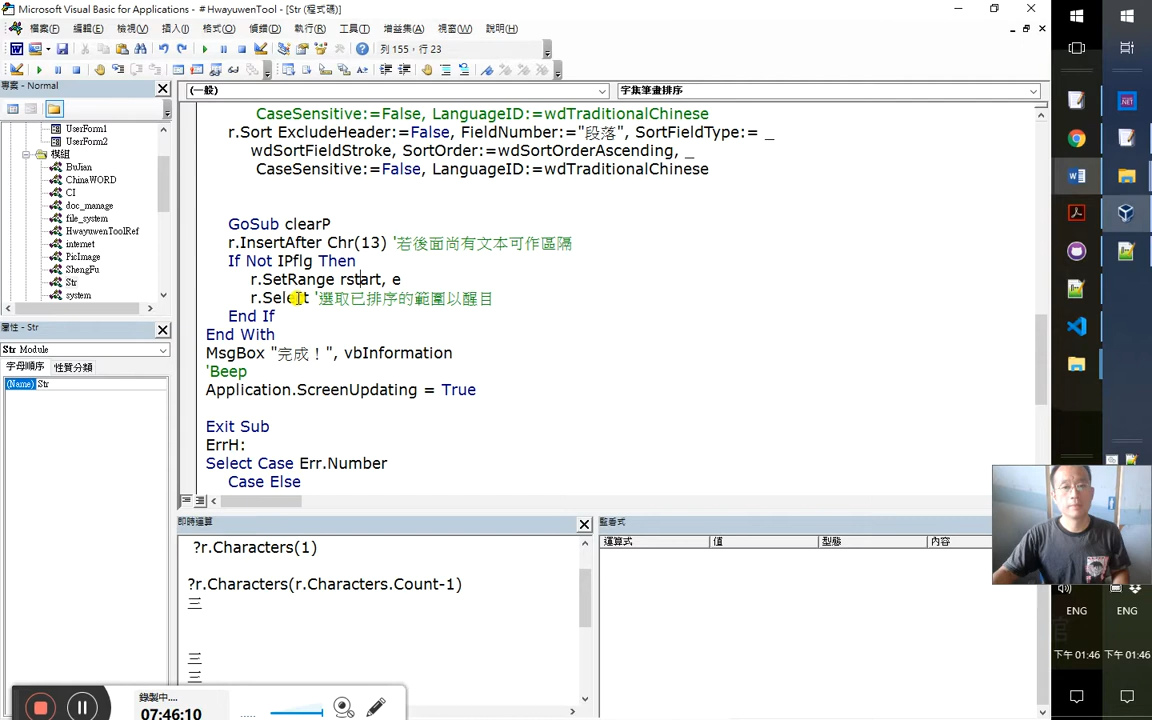 Microsoft Visual Basic for Applications - # HwayuwenTool - [Str (程式碼)]
檔案(F) 編輯(E) 檢視(V) 插入(I) 格式(O) 偵錯(D) 執行(R) 工具(T) 增益集(A) 視窗(W) 說明(H)
列 155，行 23
專案 - Normal
(一般) 字集筆畫排序
UserForm1
UserForm2
模組
BuJian
ChinaWORD
CI
doc_manage
file_system
HwayuwenToolRef
internet
PicImage
ShengFu
Str
system
屬性 - Str
Str Module
字母順序 性質分類
(Name) Str
CaseSensitive:=False, LanguageID:=wdTraditionalChinese
r.Sort ExcludeHeader:=False, FieldNumber:="段落", SortFieldType:= _
wdSortFieldStroke, SortOrder:=wdSortOrderAscending, _
CaseSensitive:=False, LanguageID:=wdTraditionalChinese
GoSub clearP
r.InsertAfter Chr(13) '若後面尚有文本可作區隔
If Not IPflg Then
r.SetRange rstart, e
r.Select '選取已排序的範圍以醒目
End If
End With
MsgBox "完成！", vbInformation
'Beep
Application.ScreenUpdating = True
Exit Sub
ErrH:
Select Case Err.Number
Case Else
即時運算
?r.Characters(1)
?r.Characters(r.Characters.Count-1)
三
三
三
監看式
運算式 值 型態 內容
錄製中....
07:46:10
ENG ENG
下午 01:46 下午 01:46